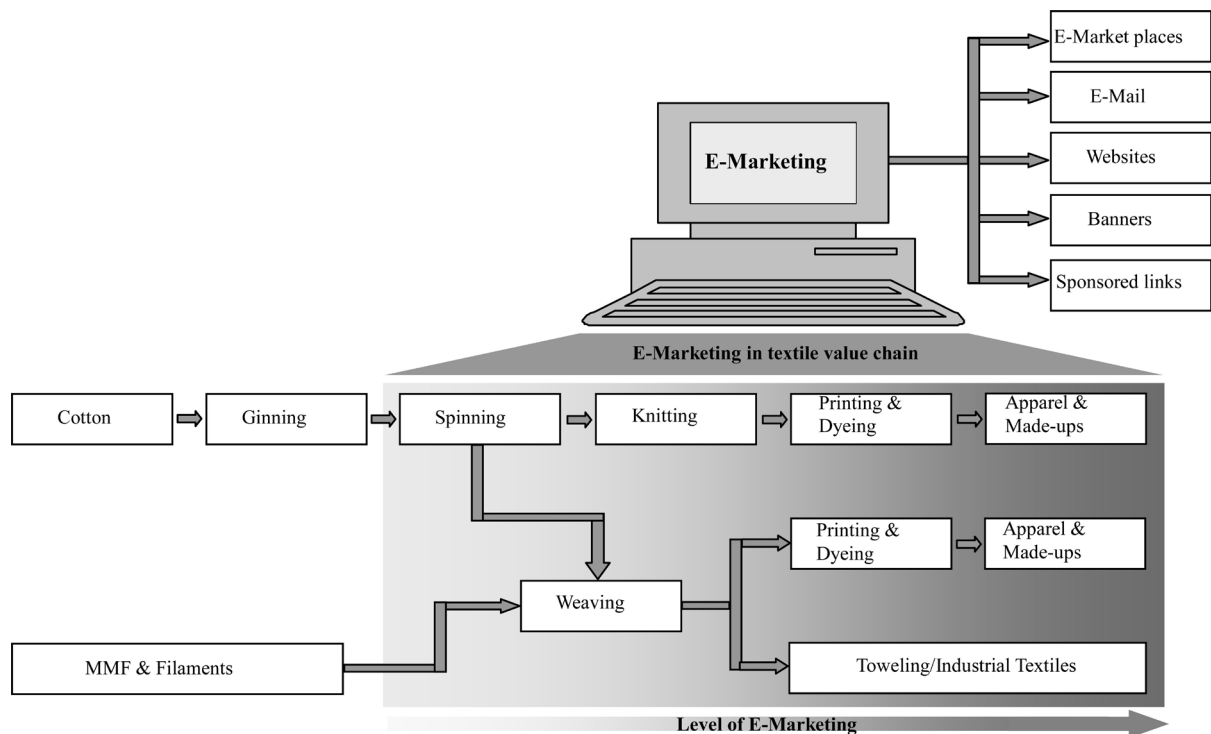 E-Market places
E-Mail
E-Marketing
Websites
Banners
Sponsored links
E-Marketing in textile value chain
Cotton
Ginning
Spinning
Knitting
Printing &
Dyeing
Apparel &
Made-ups
Printing &
Dyeing
Apparel &
Made-ups
Weaving
MMF & Filaments
Toweling/Industrial Textiles
Level of E-Marketing